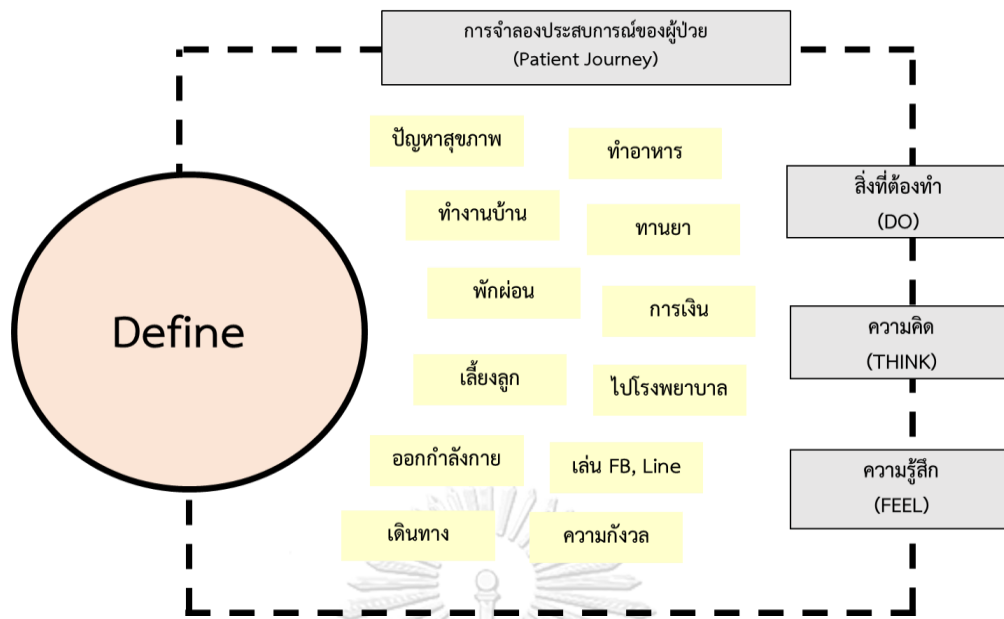 การจำลองประสบการณ์ของผู้ป่วย
(Patient Journey)
ปัญหาสุขภาพ
ทำอาหาร
สิ่งที่ต้องทำ
(DO)
ทำงานบ้าน
ทานยา
พักผ่อน
การเงิน
Define
ความคิด
(THINK)
เลี้ยงลูก
ไปโรงพยาบาล
ออกกำลังกาย
เล่น FB, Line
ความรู้สึก
(FEEL)
เดินทาง
ความกังวล